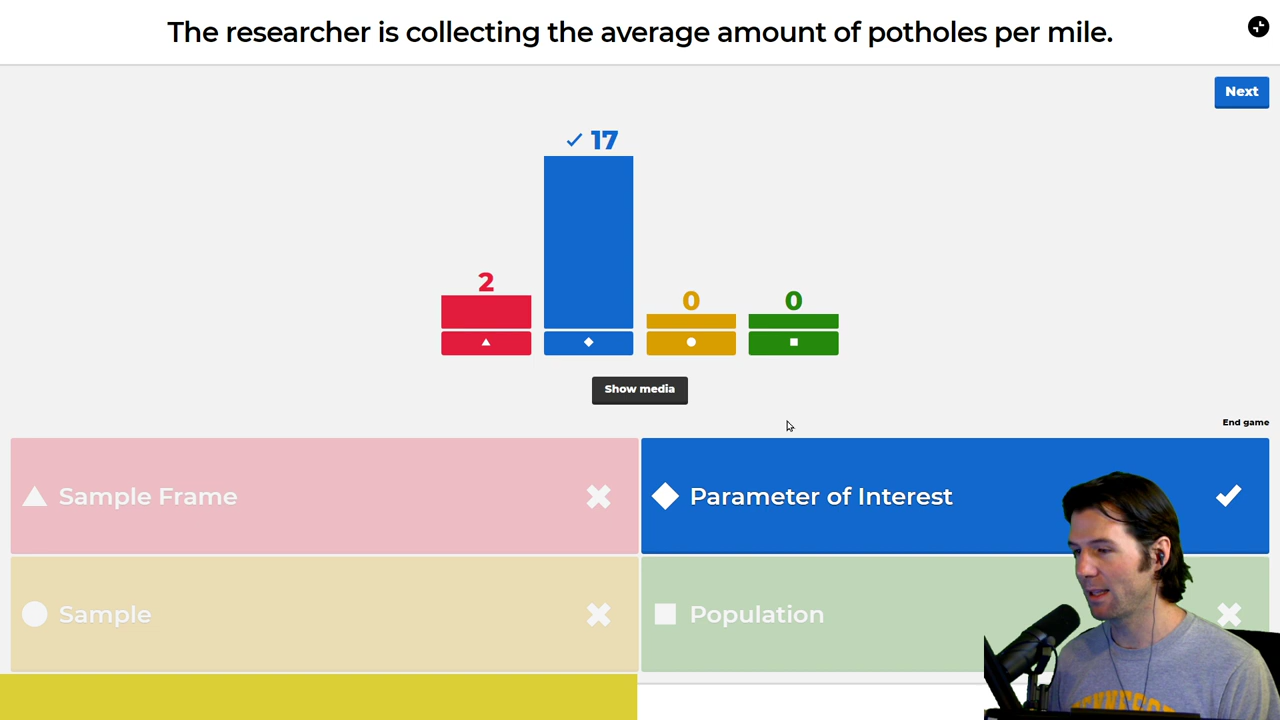 The researcher is collecting the average amount of potholes per mile.
Next
17
2
0
0
Show media
End game
Sample Frame
Parameter of Interest
Sample
Population